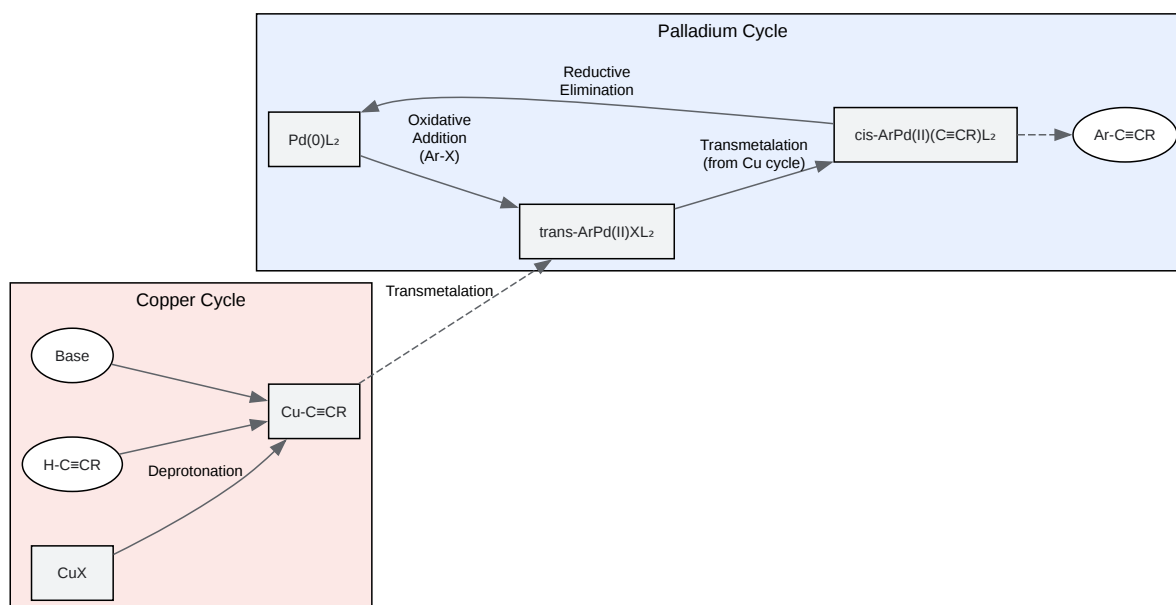 Palladium Cycle
Reductive
Elimination
Pd(0)L₂
Oxidative
Addition
(Ar-X)
Transmetalation
(from Cu cycle)
cis-ArPd(II)(C≡CR)L₂
Ar-C≡CR
trans-ArPd(II)XL₂
Transmetalation
Copper Cycle
Base
Cu-C≡CR
H-C≡CR
Deprotonation
CuX